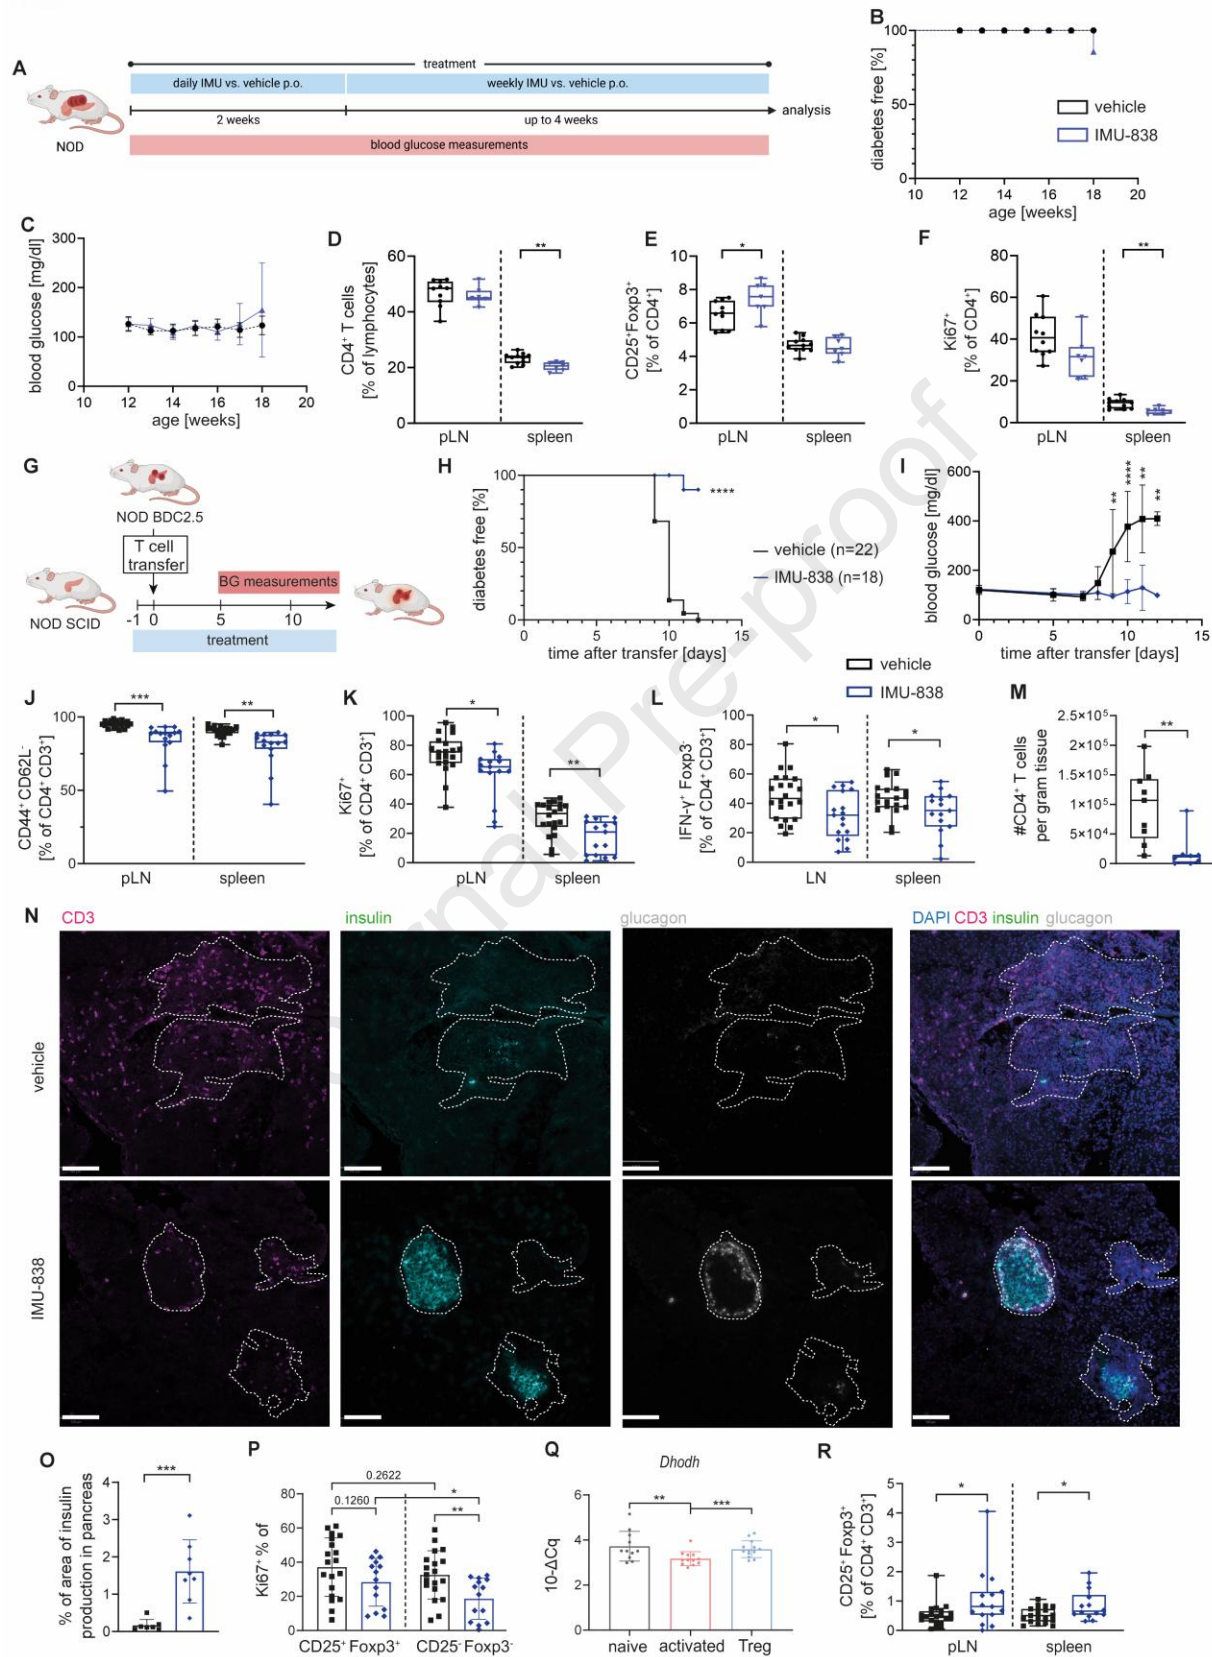 A
treatment
daily IMU vs. vehicle p.o.
weekly IMU vs. vehicle p.o.
analysis
2 weeks
up to 4 weeks
NOD
blood glucose measurements
B
diabetes free [%]
100
50
0
10 12 14 16 18 20
age [weeks]
vehicle
IMU-838
C
blood glucose [mg/dl]
300
200
100
0
10 12 14 16 18 20
age [weeks]
D
CD4⁺ T cells
[% of lymphocytes]
60
40
20
0
**
pLN spleen
E
CD25⁺Foxp3⁺
[% of CD4⁺]
10
8
6
4
2
0
*
pLN spleen
F
Ki67⁺
[% of CD4⁺]
80
60
40
20
0
**
pLN spleen
G
NOD BDC2.5
T cell
transfer
BG measurements
NOD SCID
-1 0 5 10
treatment
H
diabetes free [%]
100
50
0
0 5 10 15
time after transfer [days]
****
vehicle (n=22)
IMU-838 (n=18)
I
blood glucose [mg/dl]
600
400
200
0
0 5 10 15
time after transfer [days]
**
****
**
**
vehicle
IMU-838
J
CD44⁺ CD62L⁻
[% of CD4⁺ CD3⁺]
100
50
0
***
**
pLN spleen
K
Ki67⁺
[% of CD4⁺ CD3⁺]
100
80
60
40
20
0
*
**
pLN spleen
L
IFN-γ⁺ Foxp3⁻
[% of CD4⁺ CD3⁺]
100
80
60
40
20
0
*
*
LN spleen
M
#CD4⁺ T cells
per gram tissue
2.5×10⁵
2×10⁵
1.5×10⁵
1×10⁵
5×10⁴
0
**
Journal Pre-proof
N
CD3 insulin glucagon DAPI CD3 insulin glucagon
vehicle
IMU-838
O
% of area of insulin
production in pancreas
4
3
2
1
0
***
P
Ki67⁺ % of
80
60
40
20
0
0.2622
0.1260
*
**
CD25⁺ Foxp3⁺ CD25⁻ Foxp3⁻
Q
Dhodh
10-ΔCq
6
4
2
0
**
***
naive activated Treg
R
CD25⁺ Foxp3⁺
[% of CD4⁺ CD3⁺]
5
4
3
2
1
0
*
*
pLN spleen